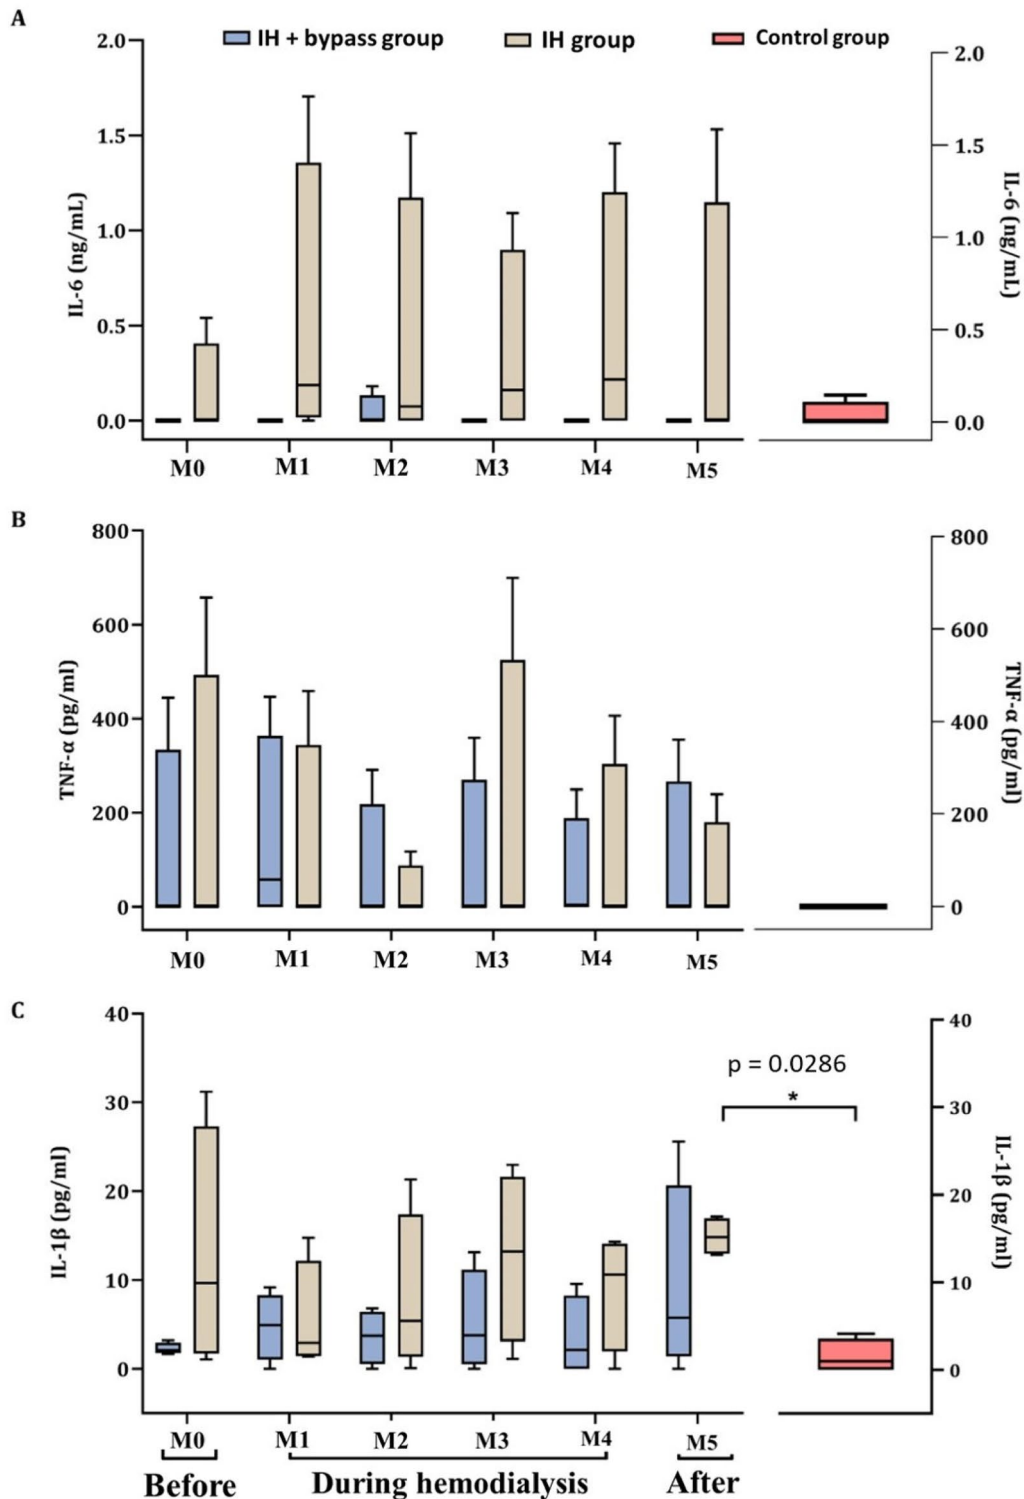 A
IH + bypass group
IH group
Control group
2.0
1.5
1.0
0.5
0.0
IL-6 (ng/mL)
M0
M1
M2
M3
M4
M5
2.0
1.5
1.0
0.5
0.0
IL-6 (ng/mL)
B
800
600
400
200
0
TNF-α (pg/ml)
M0
M1
M2
M3
M4
M5
800
600
400
200
0
TNF-α (pg/ml)
C
40
30
20
10
0
IL-1β (pg/ml)
p = 0.0286
*
40
30
20
10
0
IL-1β (pg/ml)
M0
M1
M2
M3
M4
M5
Before
During hemodialysis
After